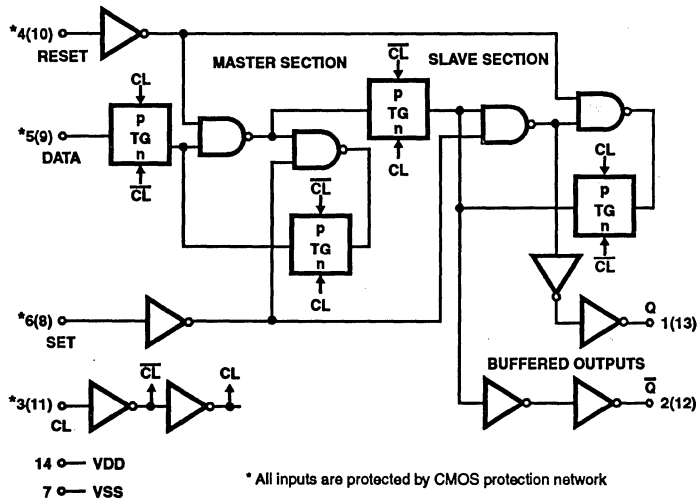 *4(10)
RESET
MASTER SECTION
CL
SLAVE SECTION
CL
p
TG
n
*5(9)
DATA
CL
p
TG
n
CL
CL
p
TG
n
CL
CL
p
TG
n
CL
*6(8)
SET
Q
1(13)
BUFFERED OUTPUTS
CL
CL
*3(11)
CL
Q
2(12)
14
VDD
7
VSS
* All inputs are protected by CMOS protection network